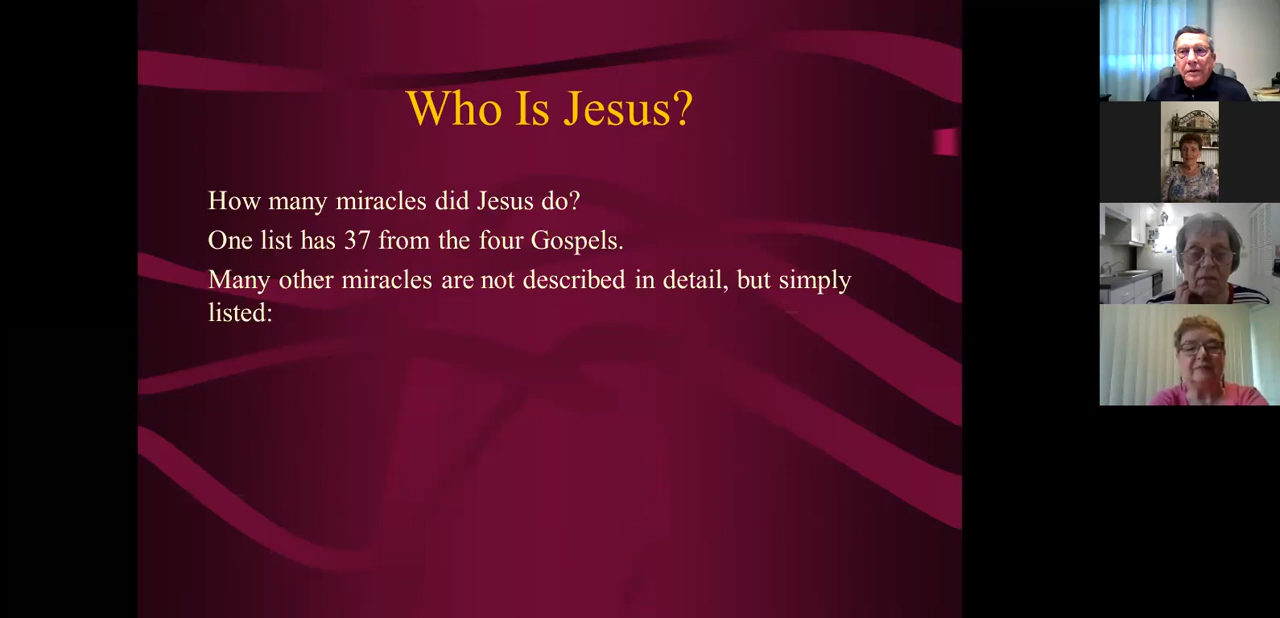 Who Is Jesus?
How many miracles did Jesus do?
One list has 37 from the four Gospels.
Many other miracles are not described in detail, but simply
listed: